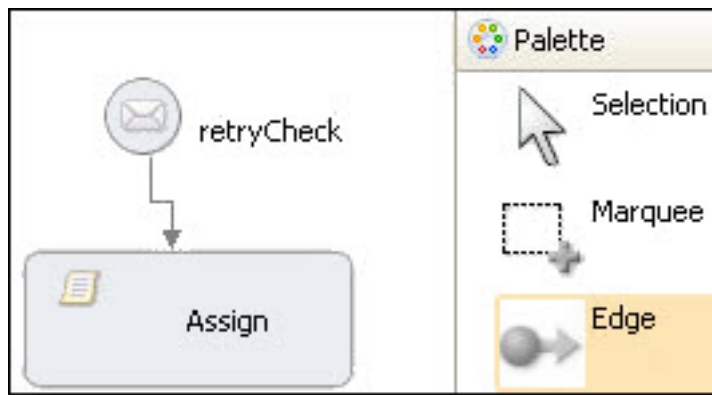 retryCheck
Assign
Palette
Selection
Marquee
Edge